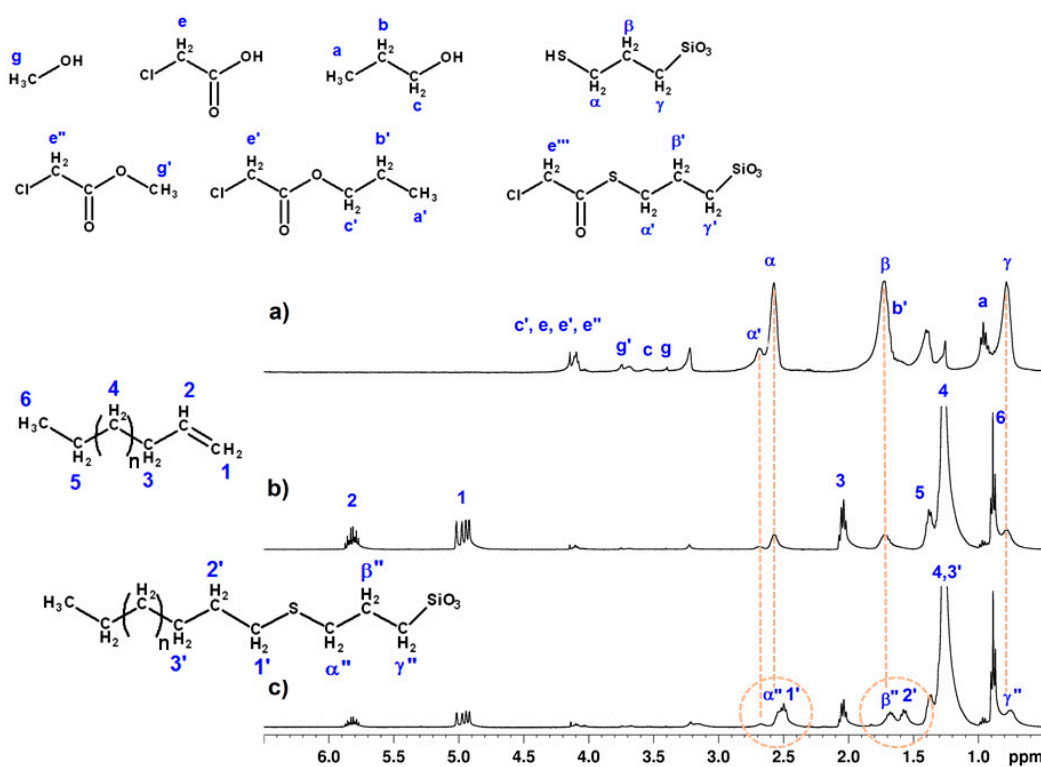 e
b
β
g
H₂
C
OH
H₂
C
OH
H₂
C
SiO₃
a
OH
HS
H₃C
Cl
C
O
H₃C
C
H₂
C
H₂
C
H₂
c
α
γ
e''
e'
b'
e'''
β'
H₂
C
g'
H₂
C
H₂
C
H₂
C
H₂
C
SiO₃
O
O
S
Cl
C
CH₃
Cl
C
C
H₂
CH₃
Cl
C
C
H₂
C
H₂
O
O
c'
a'
O
α'
γ'
α
β
γ
a)
b'
a
c', e, e', e''
α'
g' c g
4
2
6
H₂
C
H
C
H₃C
C
H₂
n
C
H₂
CH₂
5
3
1
4
6
b)
2
1
3
5
2'
β''
4,3'
H₂
C
H₂
C
H₂
C
SiO₃
H₃C
S
C
H₂
n
C
H₂
C
H₂
C
H₂
C
H₂
3'
1'
α''
γ''
c)
α'' 1'
β'' 2'
γ''
6.0 5.5 5.0 4.5 4.0 3.5 3.0 2.5 2.0 1.5 1.0 ppm